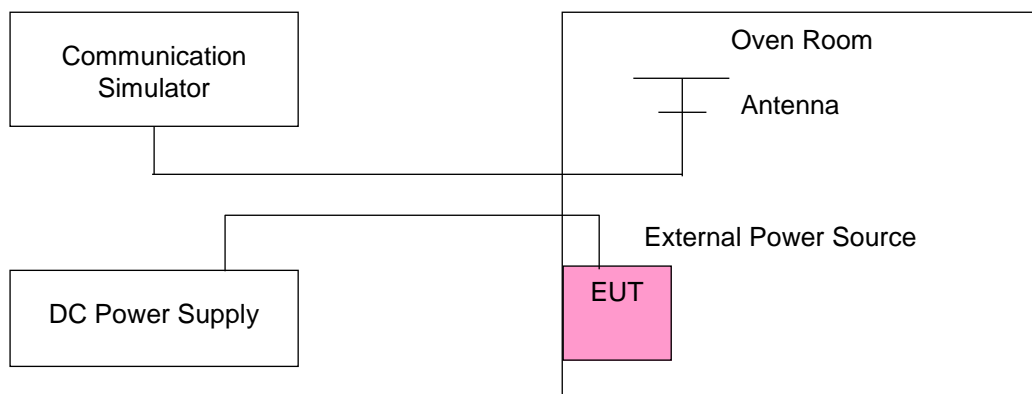 Communication
Simulator
Oven Room
Antenna
External Power Source
DC Power Supply
EUT